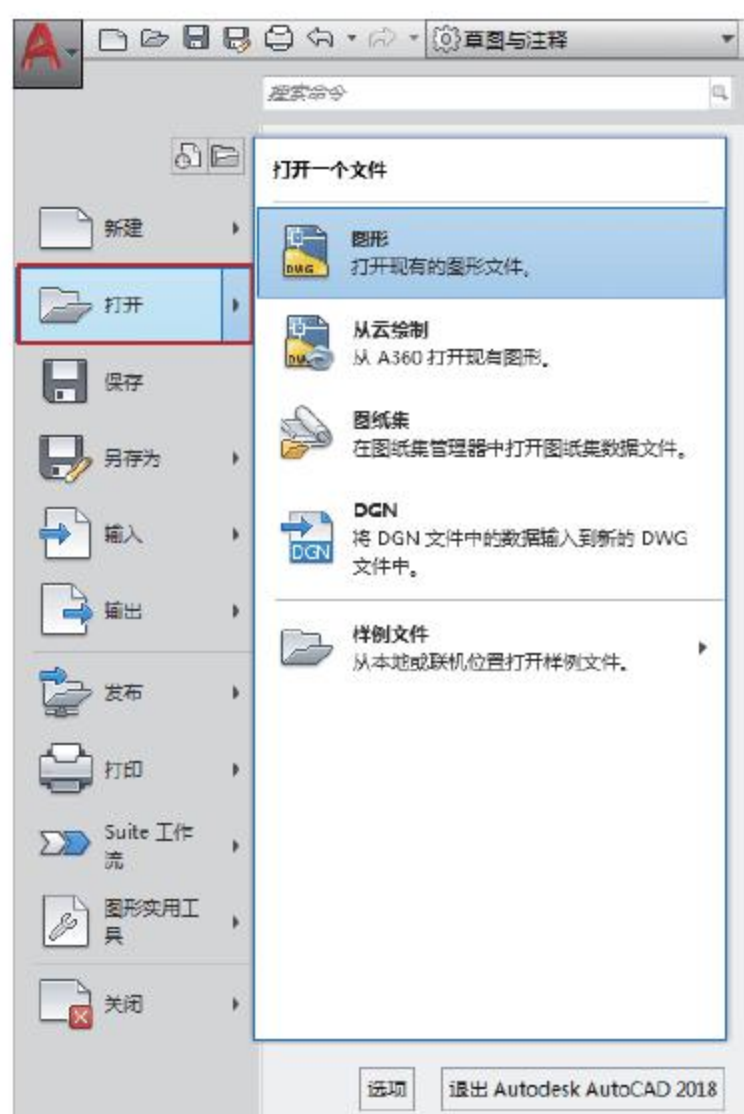 草图与注释
搜索命令
打开一个文件
新建
打开
保存
另存为
输入
输出
发布
打印
Suite 工作
流
图形实用工
具
关闭
图形
打开现有的图形文件。
DWG
从云绘制
从 A360 打开现有图形。
图纸集
在图纸集管理器中打开图纸集数据文件。
DGN
将 DGN 文件中的数据输入到新的 DWG
文件中。
DGN
样例文件
从本地或联机位置打开样例文件。
选项
退出 Autodesk AutoCAD 2018